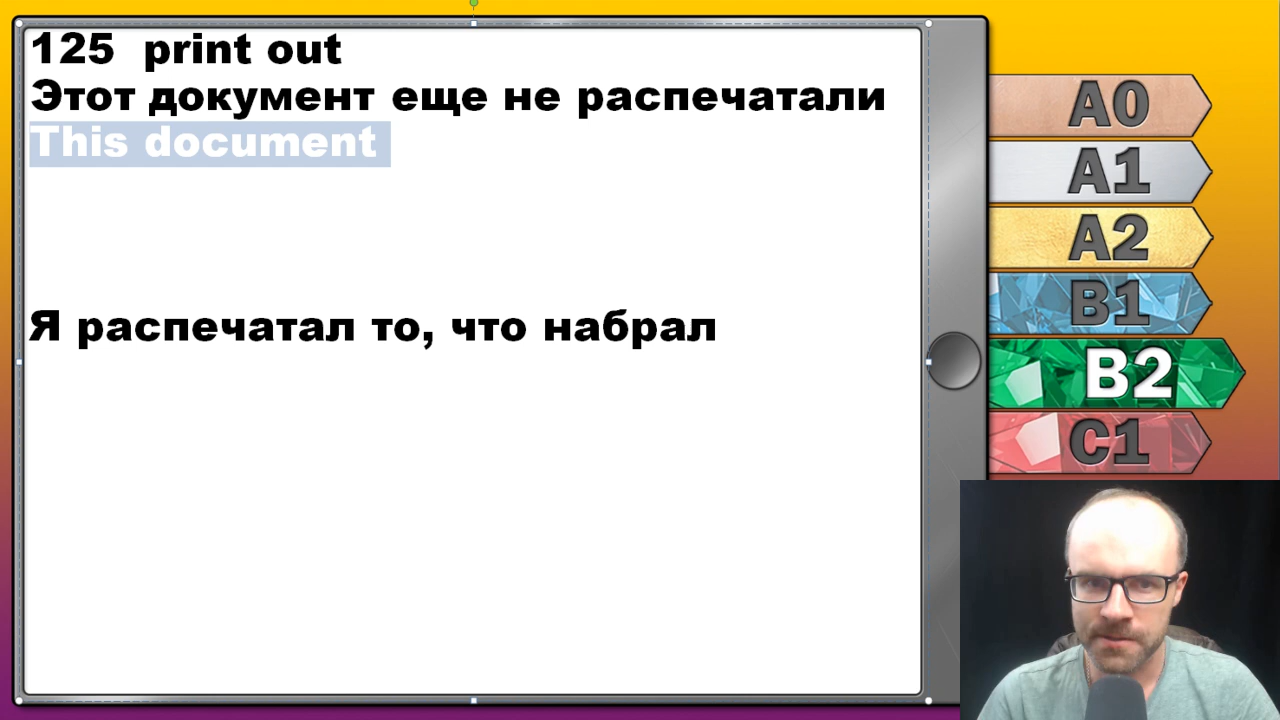 125 print out
Этот документ еще не распечатали
This document
Я распечатал то, что набрал
A0
A1
A2
B1
B2
C1